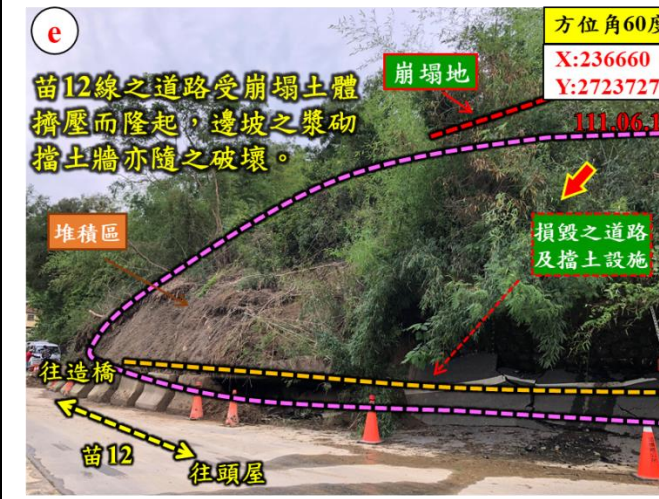 e
方位角60度
X:236660
Y:2723727
111.06.1
苗12線之道路受崩塌土體
擠壓而隆起，邊坡之漿砌
擋土牆亦隨之破壞。
崩塌地
堆積區
損毀之道路
及擋土設施
往造橋
苗12
往頭屋